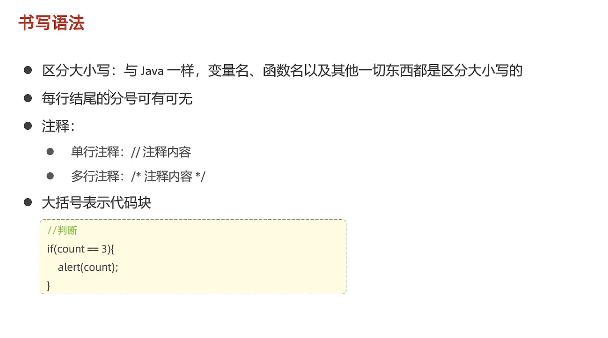 书写语法
区分大小写：与 Java 一样，变量名、函数名以及其他一切东西都是区分大小写的
每行结尾的分号可有可无
注释：
单行注释：// 注释内容
多行注释：/* 注释内容 */
大括号表示代码块
//判断
if(count == 3){
alert(count);
}